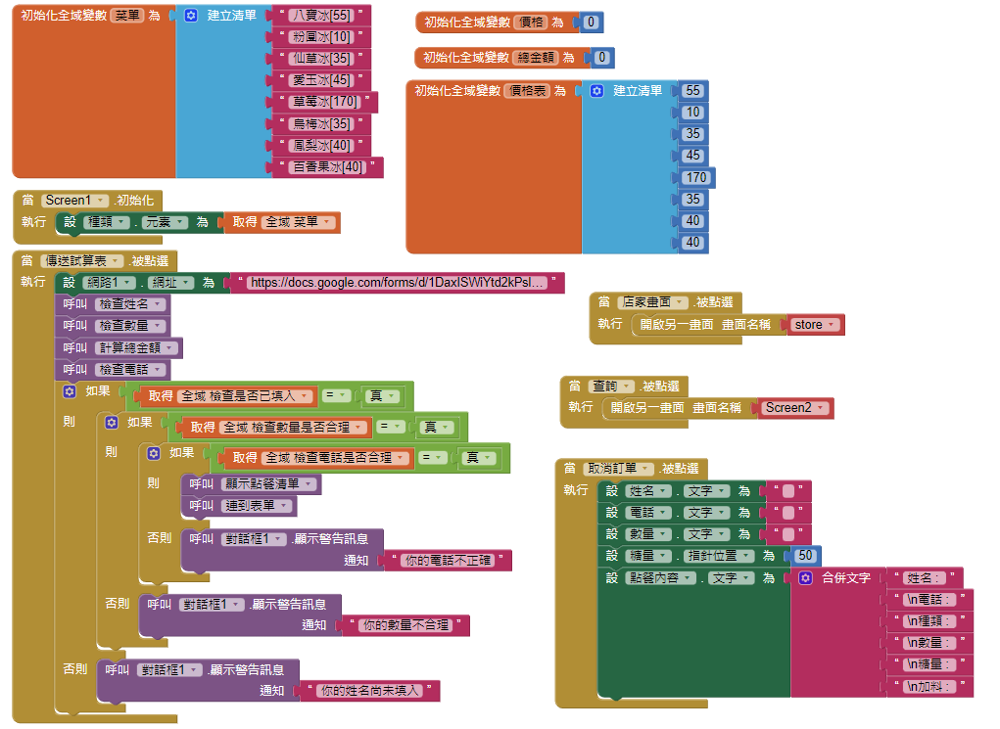 初始化全域變數 菜單 為 建立清單 “ 八寶冰[55] ”
“ 粉圓冰[10] ”
“ 仙草冰[35] ”
“ 愛玉冰[45] ”
“ 草莓冰[170] ”
“ 烏梅冰[35] ”
“ 鳳梨冰[40] ”
“ 百香果冰[40] ”
初始化全域變數 價格 為 0
初始化全域變數 總金額 為 0
初始化全域變數 價格表 為 建立清單 55
10
35
45
170
35
40
40
當 Screen1 .初始化
執行 設 種類 . 元素 為 取得 全域 菜單
當 傳送試算表 .被點選
執行 設 網路1 . 網址 為 “ https://docs.google.com/forms/d/1DaxlSWiYtd2kPsl... ”
呼叫 檢查姓名
呼叫 檢查數量
呼叫 計算總金額
呼叫 檢查電話
如果 取得 全域 檢查是否已填入 = 真
則 如果 取得 全域 檢查數量是否合理 = 真
則 如果 取得 全域 檢查電話是否合理 = 真
則 呼叫 顯示點餐清單
呼叫 連到表單
否則 呼叫 對話框1 .顯示警告訊息
通知 “ 你的電話不正確 ”
否則 呼叫 對話框1 .顯示警告訊息
通知 “ 你的數量不合理 ”
否則 呼叫 對話框1 .顯示警告訊息
通知 “ 你的姓名尚未填入 ”
當 店家畫面 .被點選
執行 開啟另一畫面 畫面名稱 store
當 查詢 .被點選
執行 開啟另一畫面 畫面名稱 Screen2
當 取消訂單 .被點選
執行 設 姓名 . 文字 為 “ ”
設 電話 . 文字 為 “ ”
設 數量 . 文字 為 “ ”
設 糖量 . 指針位置 為 50
設 點餐內容 . 文字 為 合併文字 “ 姓名： ”
“ \n電話： ”
“ \n種類： ”
“ \n數量： ”
“ \n糖量： ”
“ \n加料： ”